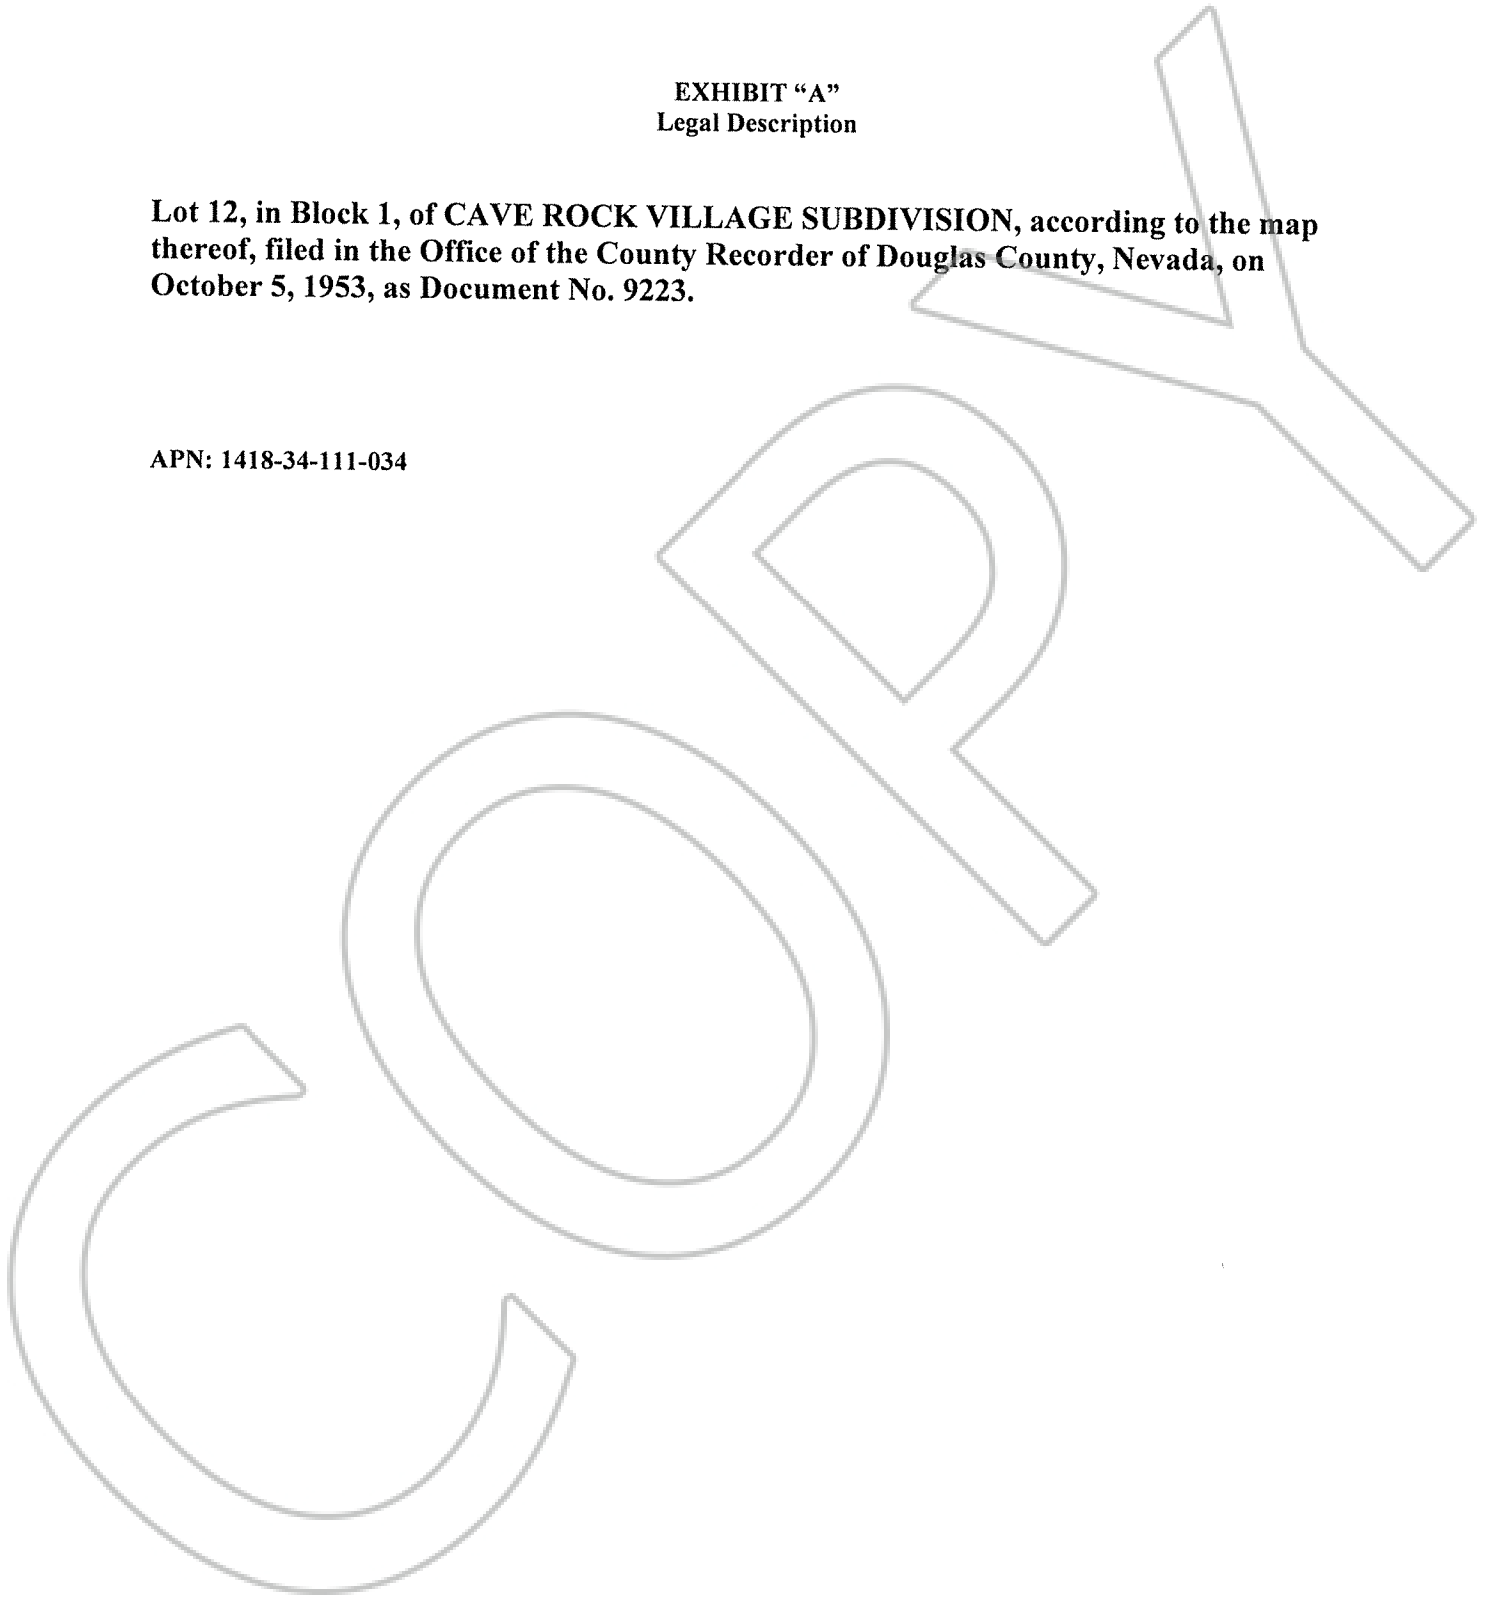 EXHIBIT “A”
Legal Description
Lot 12, in Block 1, of CAVE ROCK VILLAGE SUBDIVISION, according to the map
thereof, filed in the Office of the County Recorder of Douglas County, Nevada, on
October 5, 1953, as Document No. 9223.
APN: 1418-34-111-034
COPY